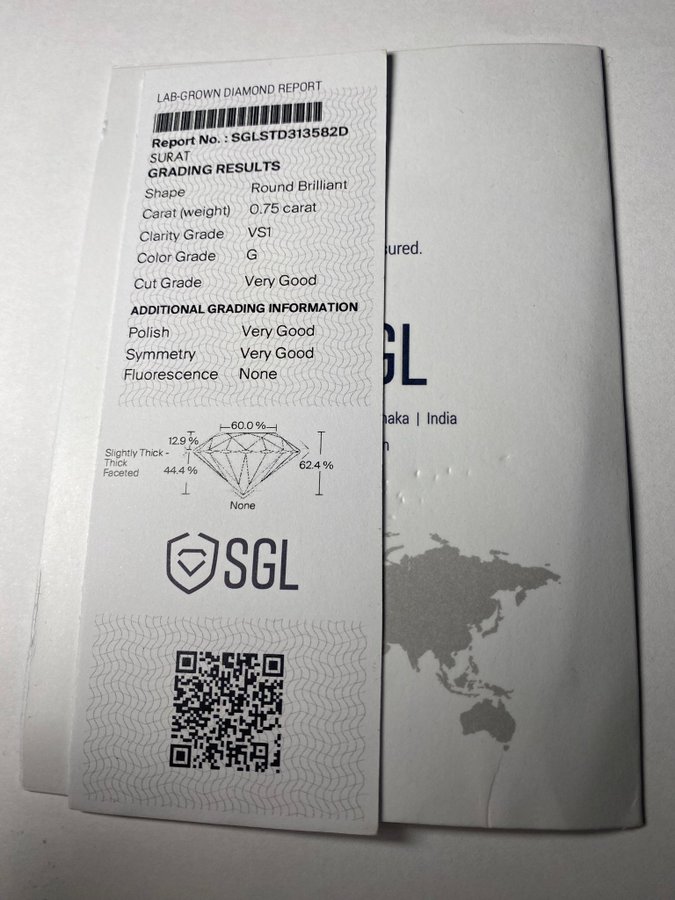 LAB-GROWN DIAMOND REPORT
Report No. : SGLSTD313582D
SURAT
GRADING RESULTS
Shape Round Brilliant
Carat (weight) 0.75 carat
Clarity Grade VS1
Color Grade G
Cut Grade Very Good
ADDITIONAL GRADING INFORMATION
Polish Very Good
Symmetry Very Good
Fluorescence None
60.0 %
12.9 %
Slightly Thick -
Thick
Faceted
44.4 %
62.4 %
None
SGL
sured.
GL
haka | India
n